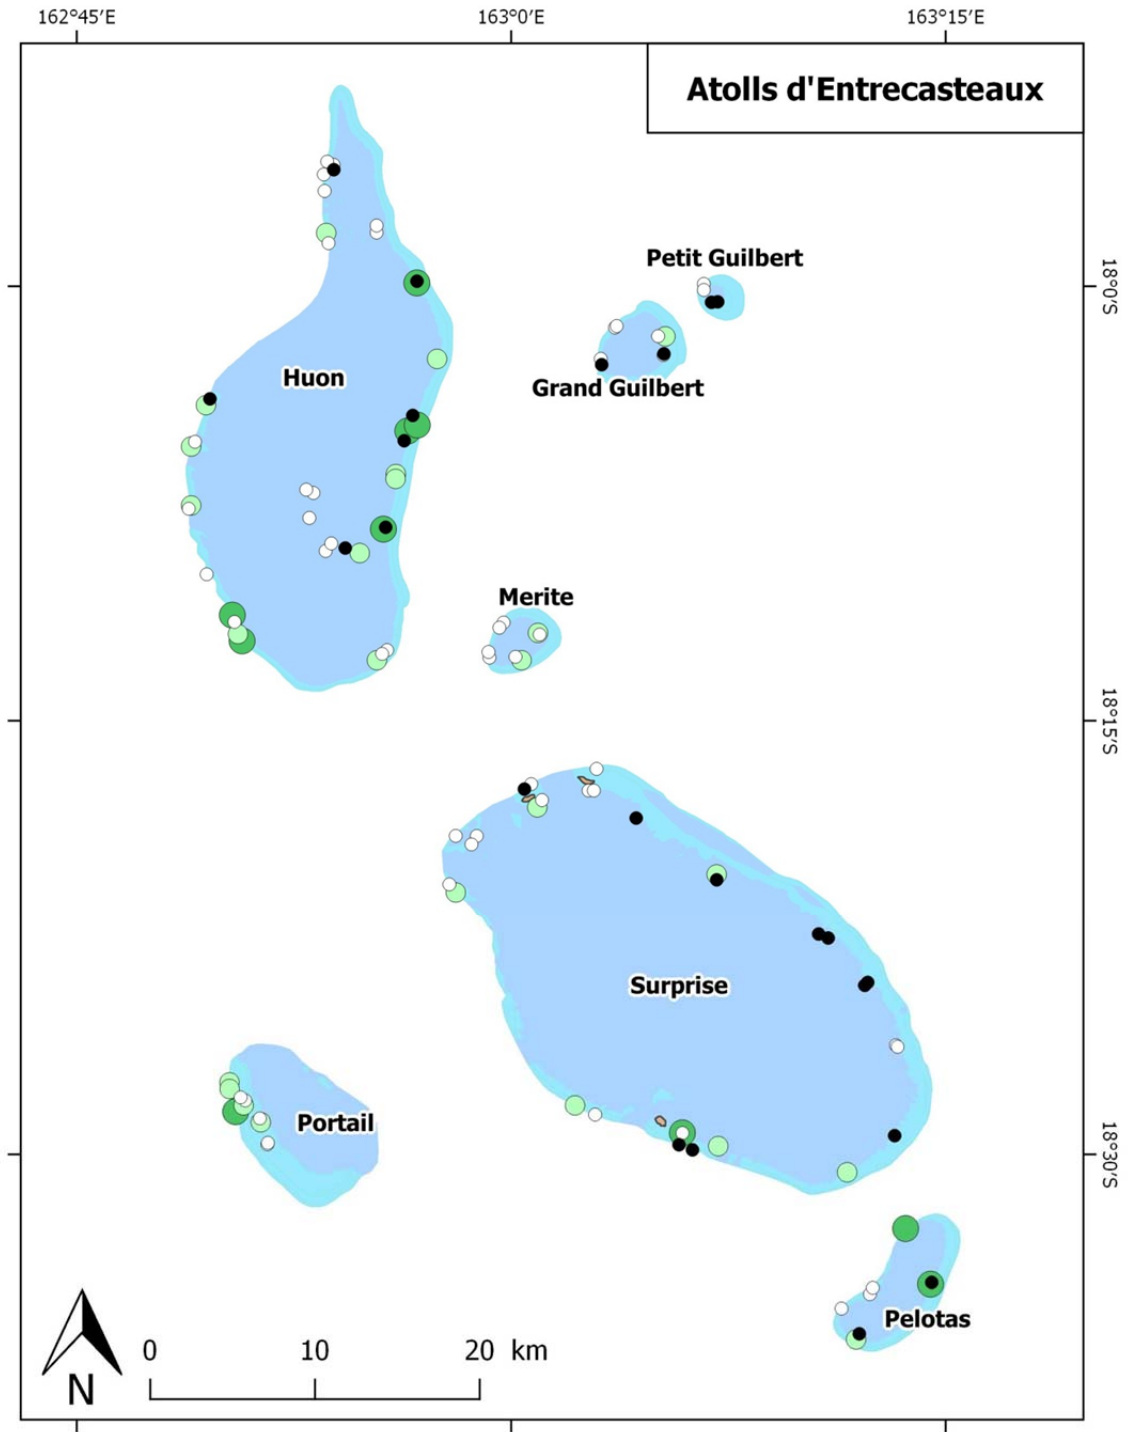 162°45′E 163°0′E 163°15′E
Atolls d'Entrecasteaux
Petit Guilbert
18°0′S
Huon
Grand Guilbert
Merite
18°15′S
Surprise
Portail
18°30′S
Pelotas
0 10 20 km
N